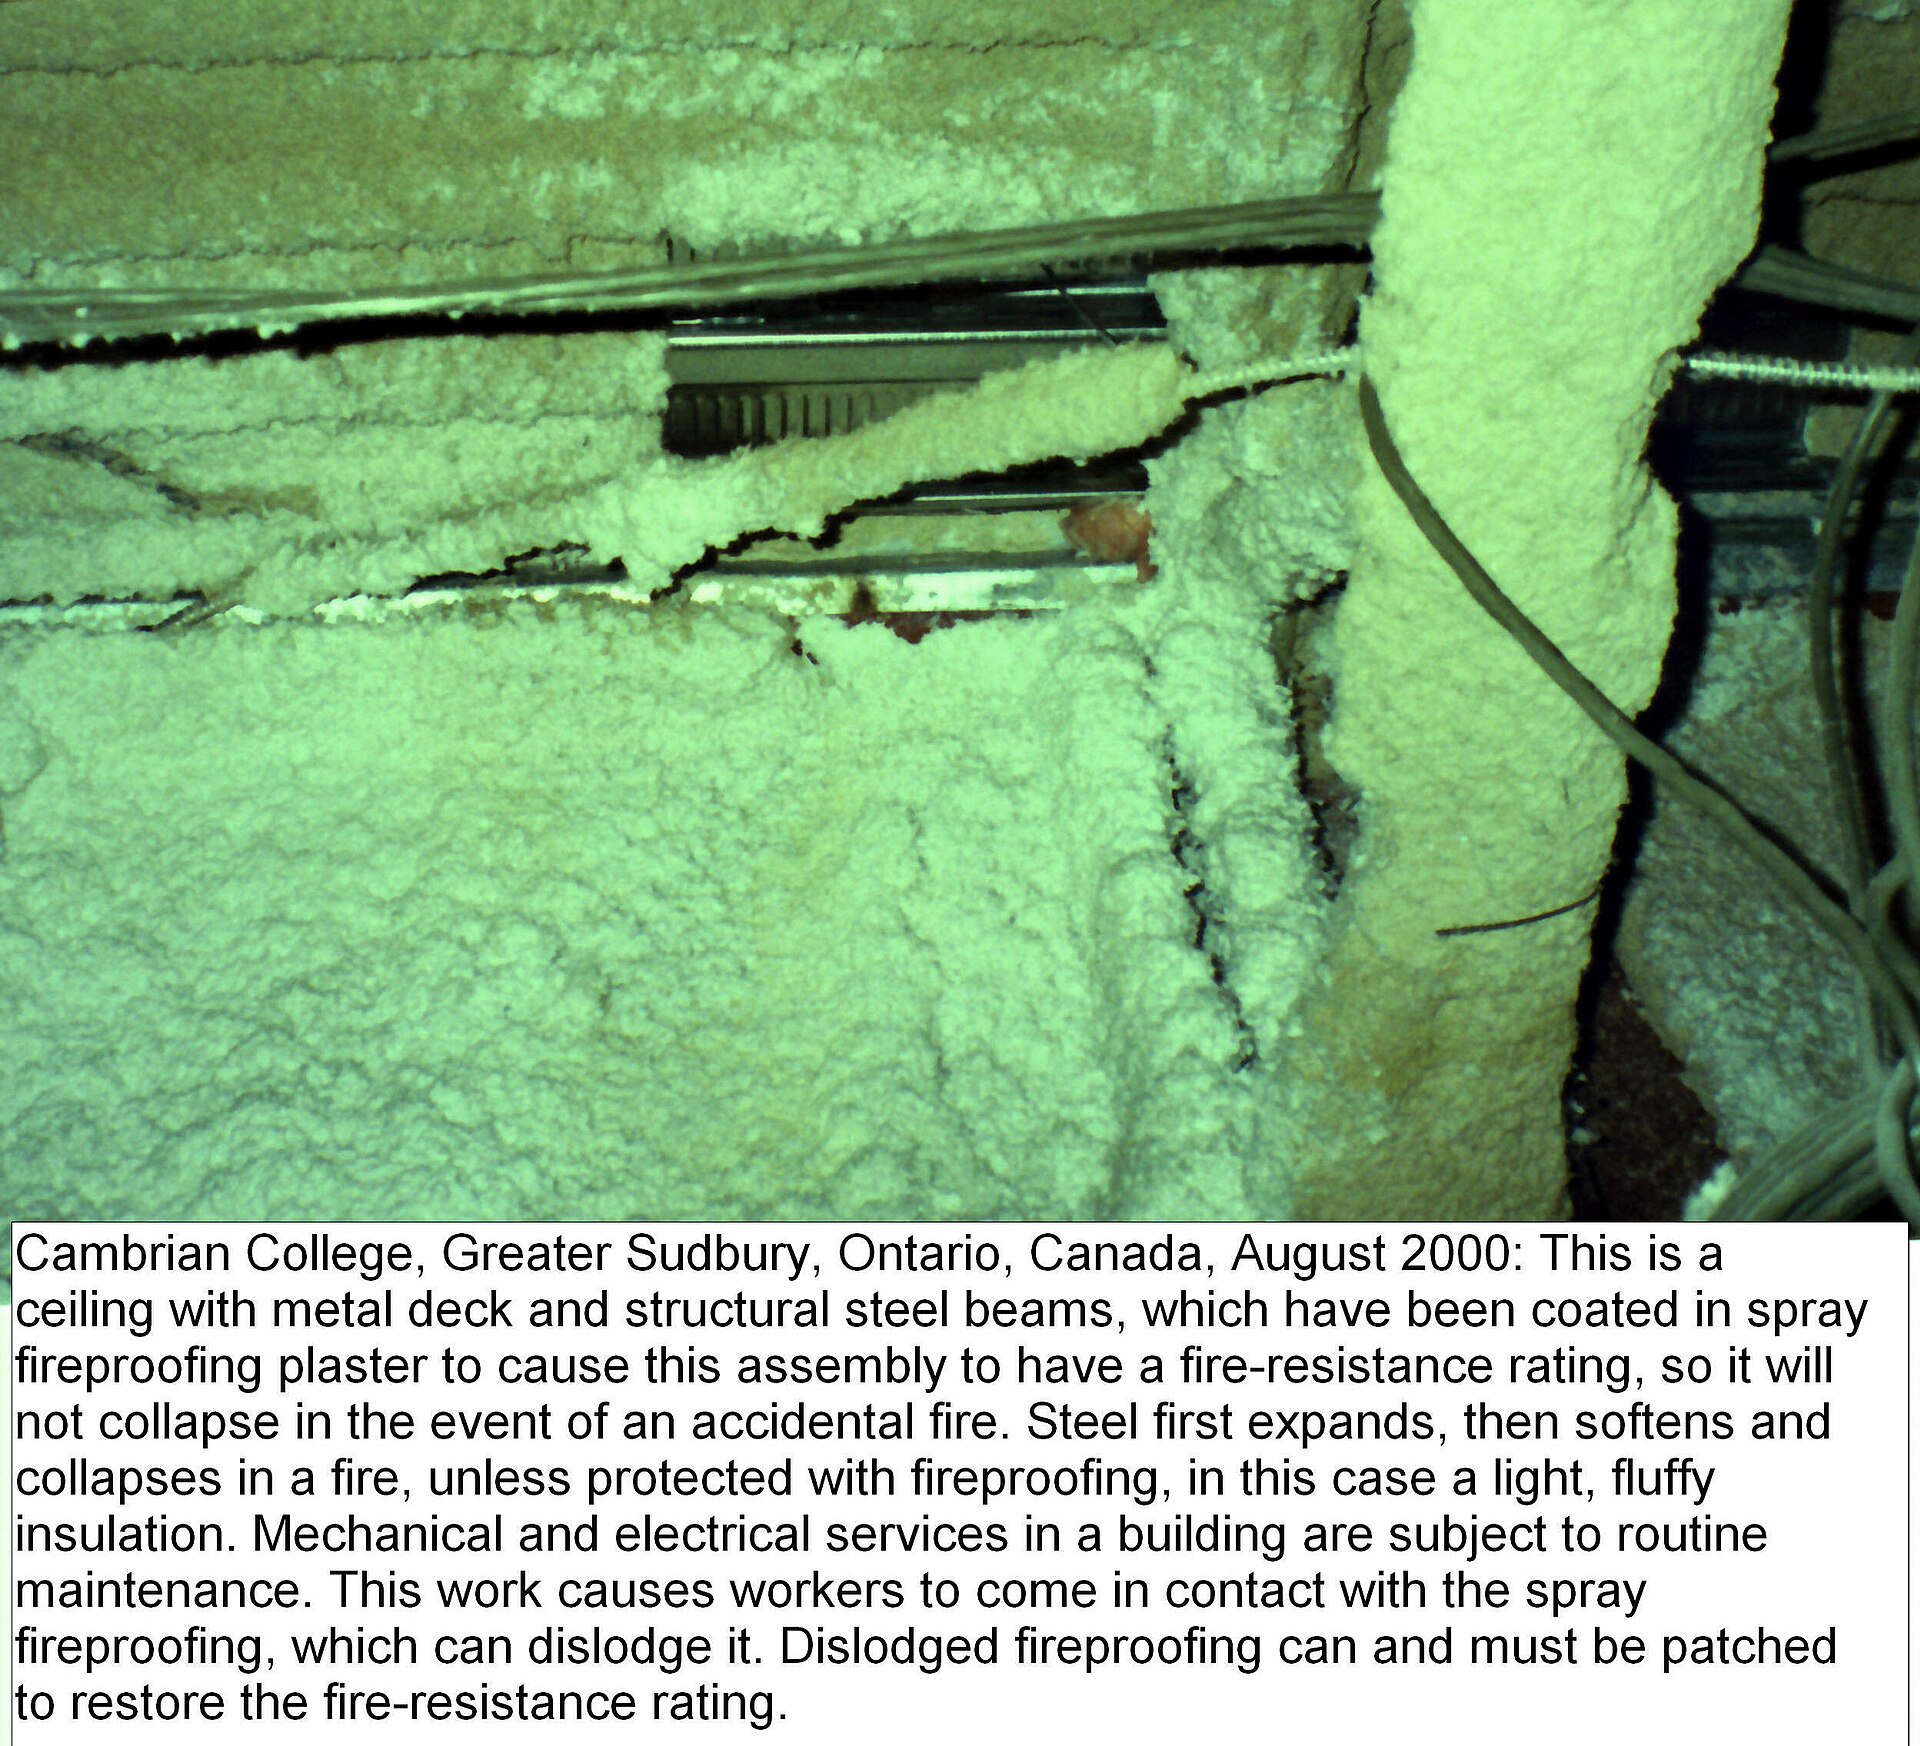 Cambrian College, Greater Sudbury, Ontario, Canada, August 2000: This is a
ceiling with metal deck and structural steel beams, which have been coated in spray
fireproofing plaster to cause this assembly to have a fire-resistance rating, so it will
not collapse in the event of an accidental fire. Steel first expands, then softens and
collapses in a fire, unless protected with fireproofing, in this case a light, fluffy
insulation. Mechanical and electrical services in a building are subject to routine
maintenance. This work causes workers to come in contact with the spray
fireproofing, which can dislodge it. Dislodged fireproofing can and must be patched
to restore the fire-resistance rating.